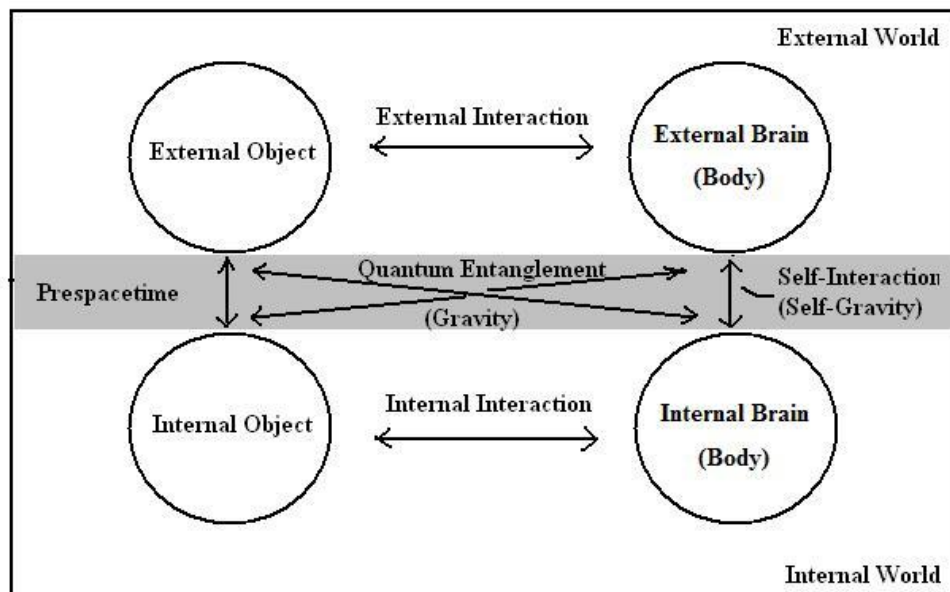 External World
External Interaction
External Object
External Brain
(Body)
Quantum Entanglement
Prespacetime
Self-Interaction
(Self-Gravity)
(Gravity)
Internal Interaction
Internal Object
Internal Brain
(Body)
Internal World